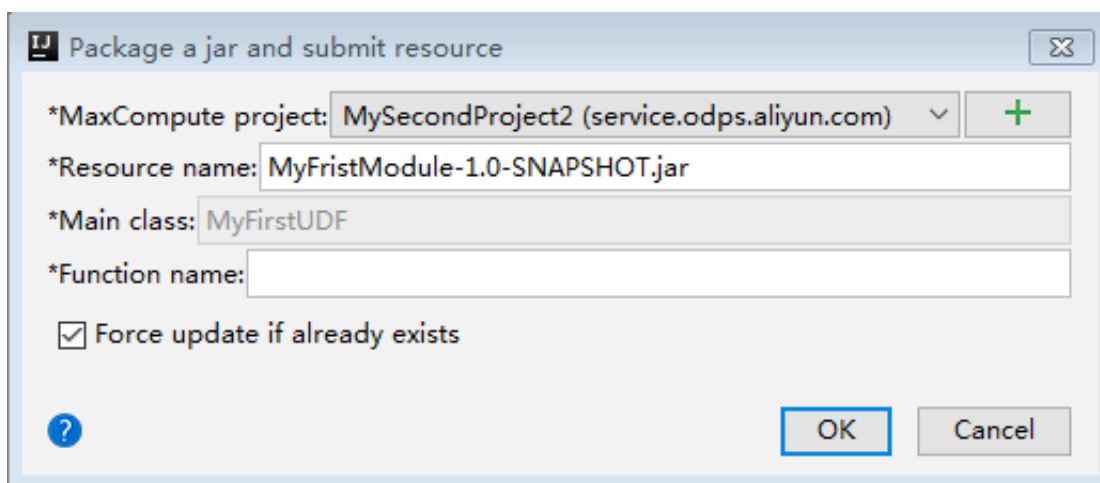 IJ Package a jar and submit resource
*MaxCompute project: MySecondProject2 (service.odps.aliyun.com)
*Resource name: MyFristModule-1.0-SNAPSHOT.jar
*Main class: MyFirstUDF
*Function name:
Force update if already exists
? OK Cancel